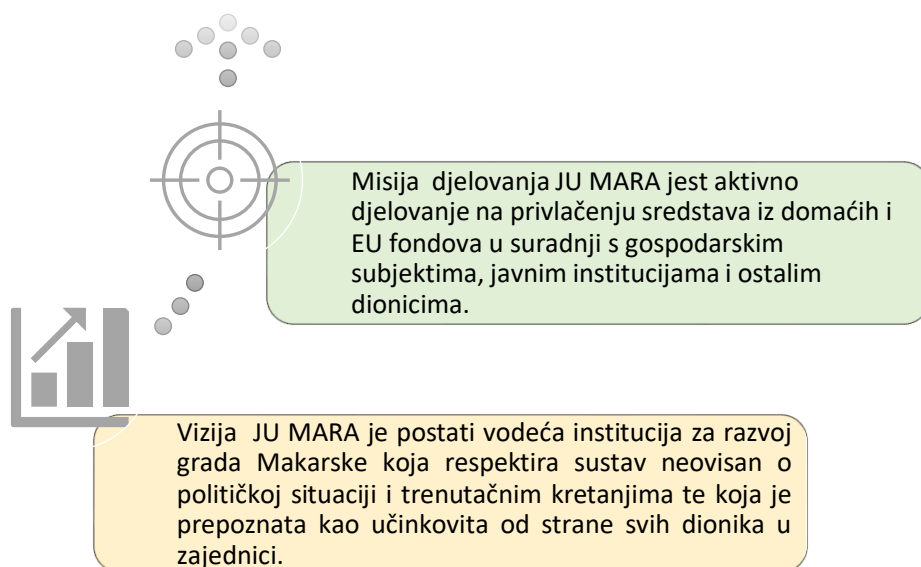 Misija djelovanja JU MARA jest aktivno
djelovanje na privlačenju sredstava iz domaćih i
EU fondova u suradnji s gospodarskim
subjektima, javnim institucijama i ostalim
dionicima.
Vizija JU MARA je postati vodeća institucija za razvoj
grada Makarske koja respektira sustav neovisan o
političkoj situaciji i trenutačnim kretanjima te koja je
prepoznata kao učinkovita od strane svih dionika u
zajednici.